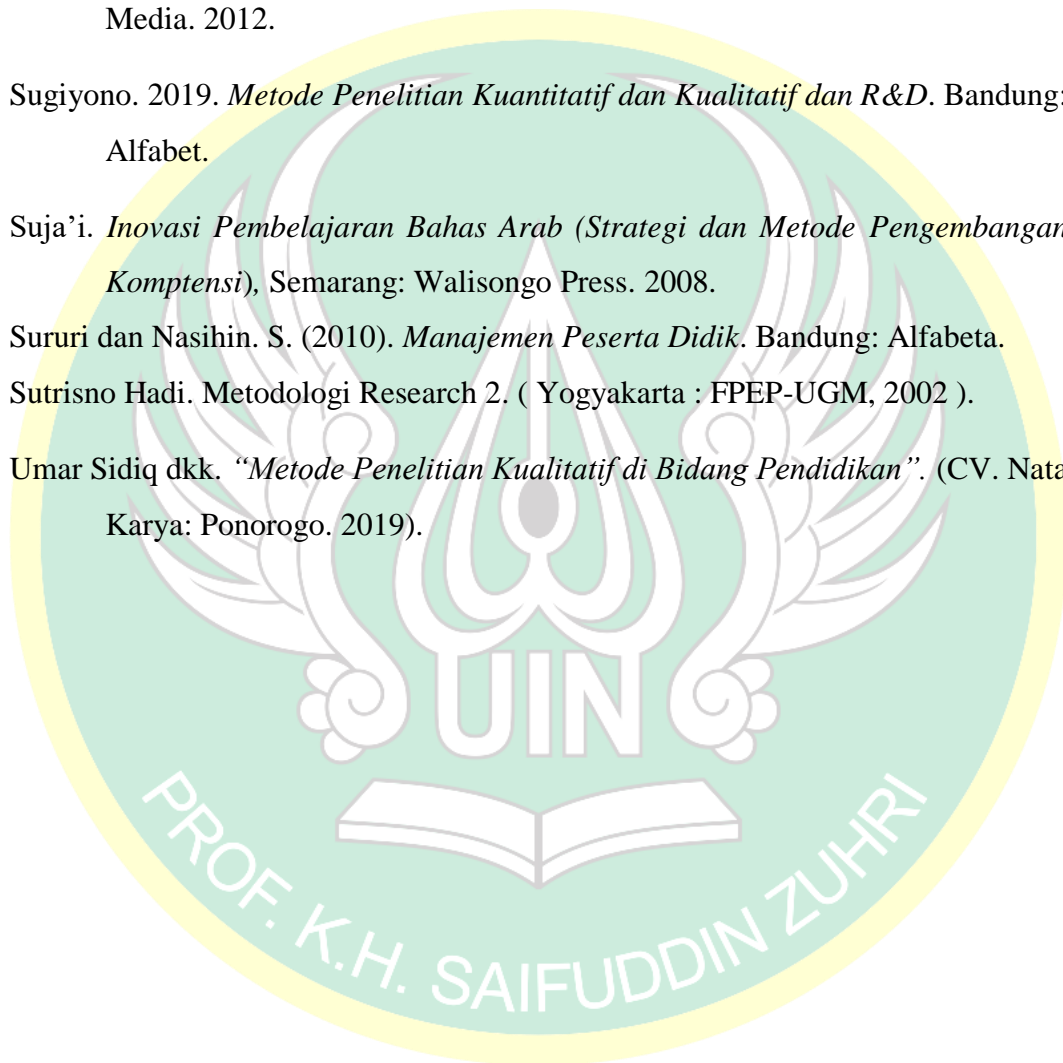 Media. 2012.
Sugiyono. 2019. Metode Penelitian Kuantitatif dan Kualitatif dan R&D. Bandung:
Alfabet.
Suja’i. Inovasi Pembelajaran Bahas Arab (Strategi dan Metode Pengembangan
Komptensi), Semarang: Walisongo Press. 2008.
Sururi dan Nasihin. S. (2010). Manajemen Peserta Didik. Bandung: Alfabeta.
Sutrisno Hadi. Metodologi Research 2. ( Yogyakarta : FPEP-UGM, 2002 ).
Umar Sidiq dkk. “Metode Penelitian Kualitatif di Bidang Pendidikan”. (CV. Nata
Karya: Ponorogo. 2019).
UIN
PROF. K.H. SAIFUDDIN ZUHRI